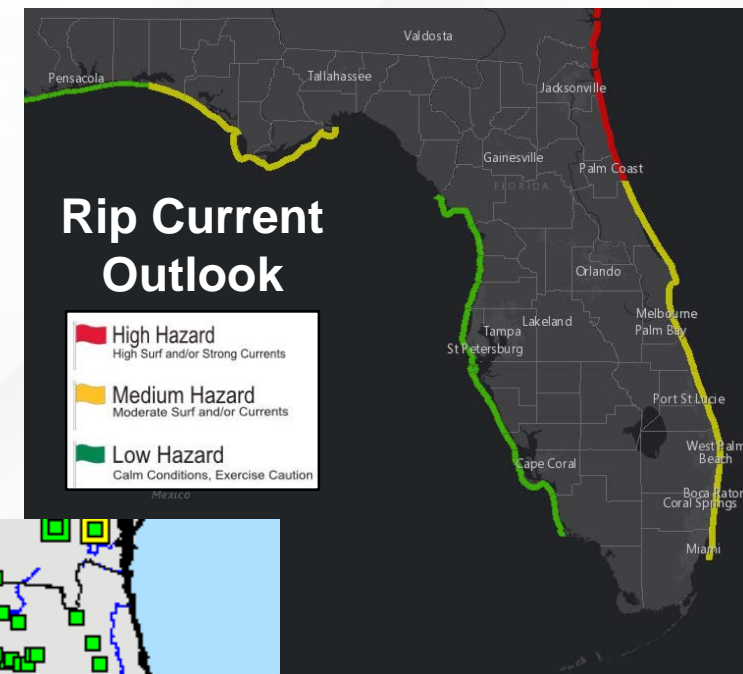 Valdosta
Pensacola
Tallahassee
Jacksonville
Gainesville
Palm Coast
FLORIDA
Rip Current
Outlook
Orlando
High Hazard
High Surf and/or Strong Currents
Melbourne
Lakeland
Palm Bay
Tampa
St Petersburg
Medium Hazard
Moderate Surf and/or Currents
Port St Lucie
Low Hazard
Calm Conditions, Exercise Caution
West Palm
Beach
Cape Coral
Mexico
Boca Raton
Coral Springs
Miami